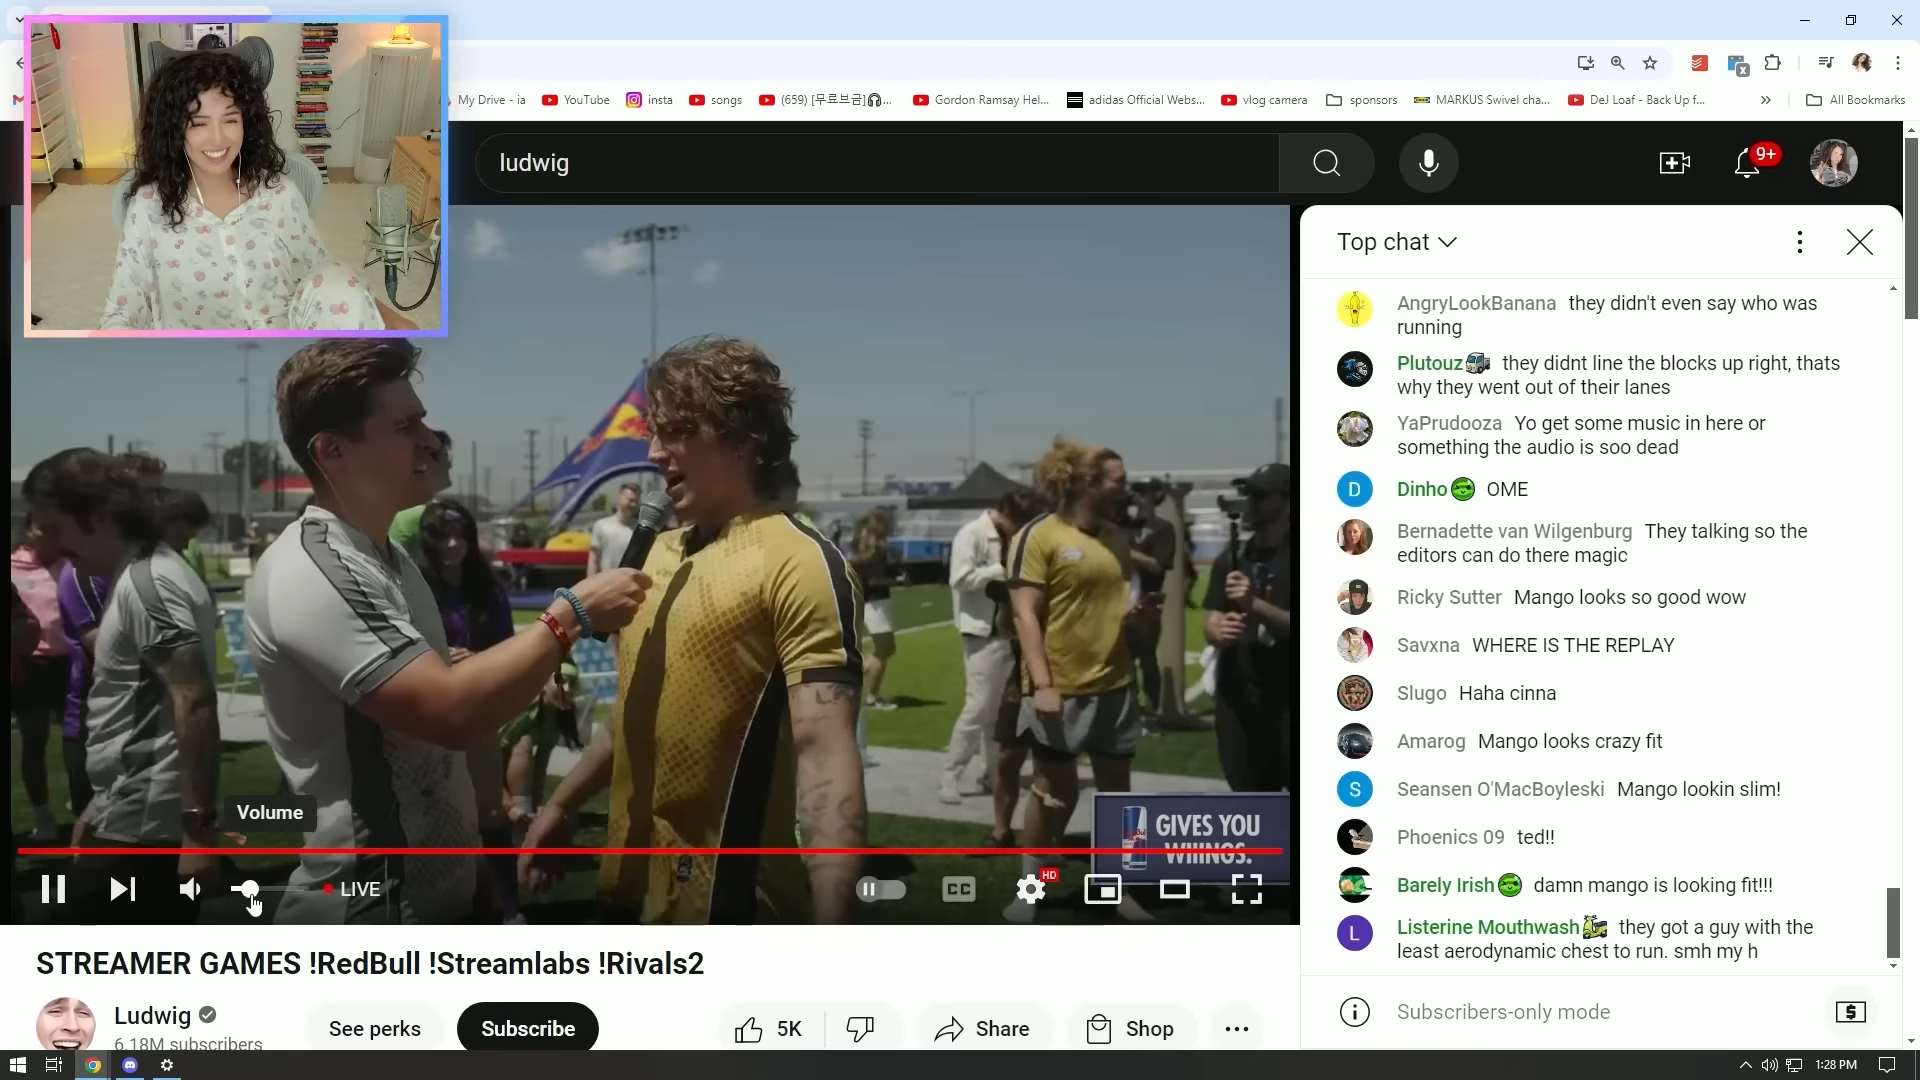 My Drive - ia
YouTube
insta
songs
(659) [무료브금]🎧...
Gordon Ramsay Hel...
adidas Official Webs...
vlog camera
sponsors
MARKUS Swivel cha...
DeJ Loaf - Back Up f...
All Bookmarks
ludwig
9+
Top chat
AngryLookBanana they didn't even say who was
running
Plutouz they didnt line the blocks up right, thats
why they went out of their lanes
YaPrudooza Yo get some music in here or
something the audio is soo dead
D
Dinho OME
Bernadette van Wilgenburg They talking so the
editors can do there magic
Ricky Sutter Mango looks so good wow
Savxna WHERE IS THE REPLAY
Slugo Haha cinna
Amarog Mango looks crazy fit
S
Seansen O'MacBoyleski Mango lookin slim!
Phoenics 09 ted!!
Barely Irish damn mango is looking fit!!!
L
Listerine Mouthwash they got a guy with the
least aerodynamic chest to run. smh my h
Subscribers-only mode
GIVES YOU
WIIINGS.
Volume
LIVE
CC
HD
STREAMER GAMES !RedBull !Streamlabs !Rivals2
Ludwig
6.18M subscribers
See perks
Subscribe
5K
Share
Shop
1:28 PM